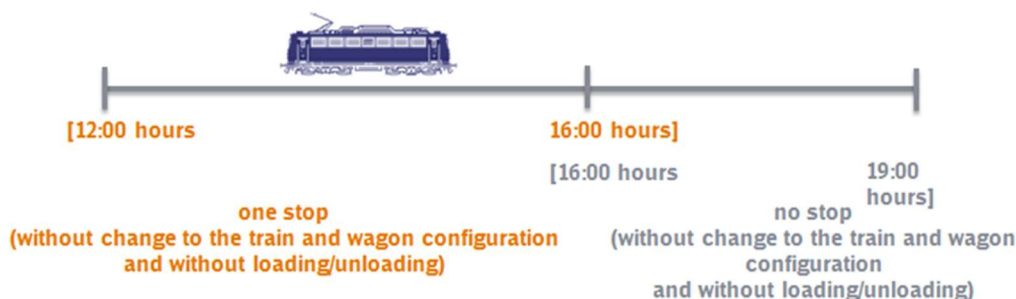 [12:00 hours
16:00 hours]
[16:00 hours
19:00
hours]
one stop
(without change to the train and wagon configuration
and without loading/unloading)
no stop
(without change to the train and wagon
configuration
and without loading/unloading)